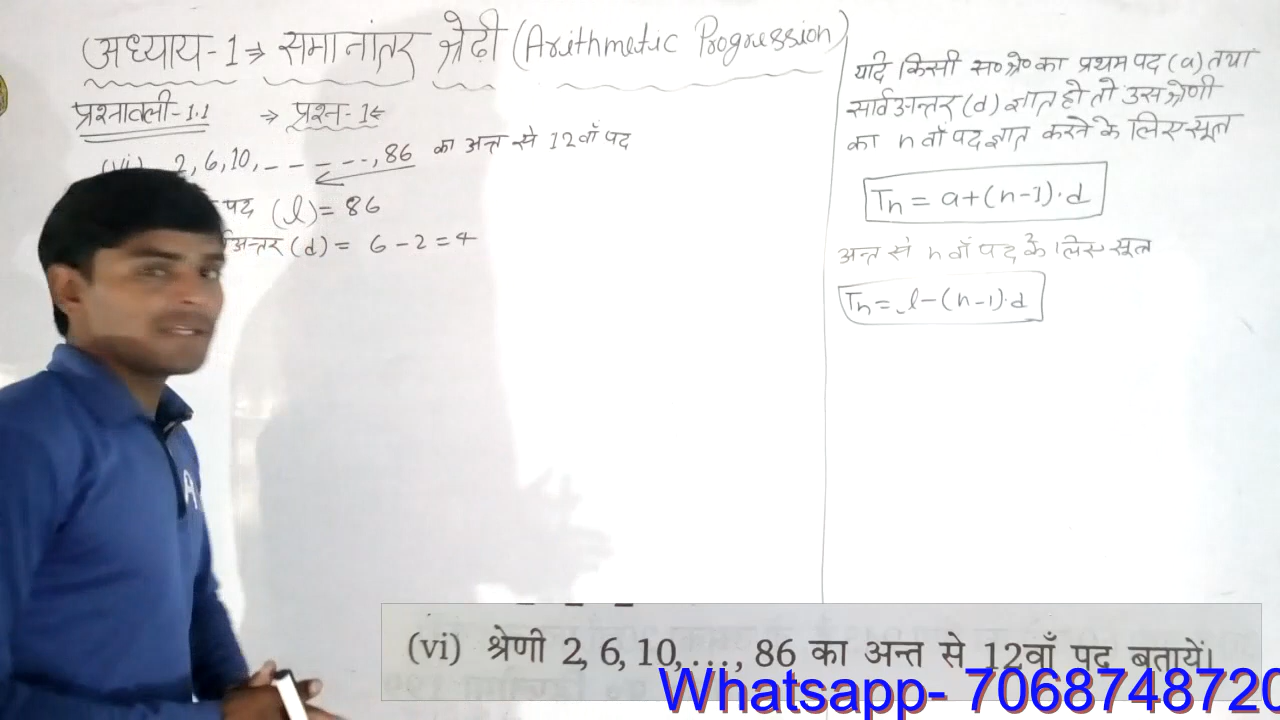 अध्याय-1⇒ समानांतर श्रेढ़ी (Arithmetic Progression)
प्रश्नावली-1.1 → प्रश्न-1
(vi) 2, 6, 10, - - - - --, 86 का अन्त से 12वाँ पद
पद (l) = 86
अन्तर (d) = 6 - 2 = 4
यदि किसी स०श्रे० का प्रथम पद (a) तथा
सार्वअन्तर (d) ज्ञात हो तो उस श्रेणी
का n वाँ पद ज्ञात करने के लिए सूत्र
Tn = a + (n-1)·d
अन्त से n वाँ पद के लिए सूत्र
Tn = l - (n-1)·d
(vi) श्रेणी 2, 6, 10, ..., 86 का अन्त से 12वाँ पद बतायें।
Whatsapp- 7068748720